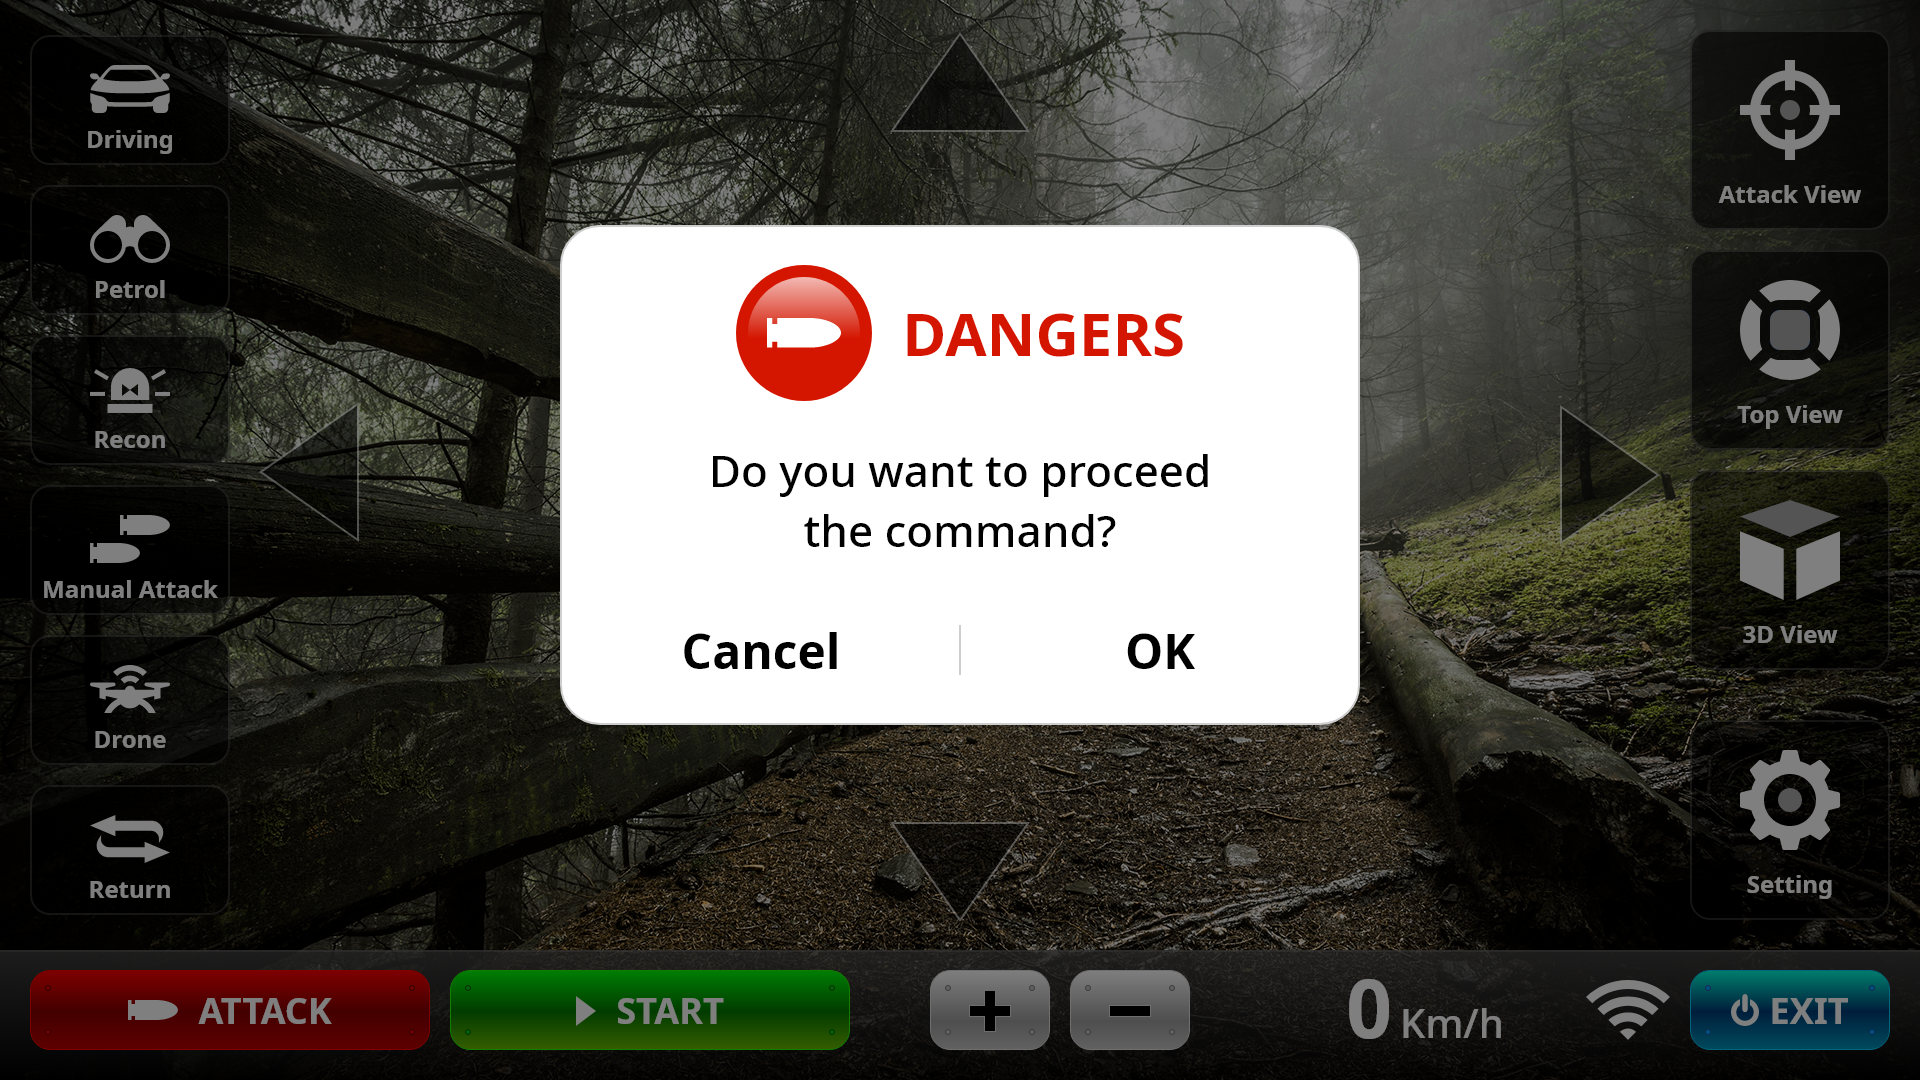 Driving
Petrol
Recon
Manual Attack
Drone
Return
DANGERS
Do you want to proceed
the command?
Cancel
OK
Attack View
Top View
3D View
Setting
ATTACK
START
0 Km/h
EXIT